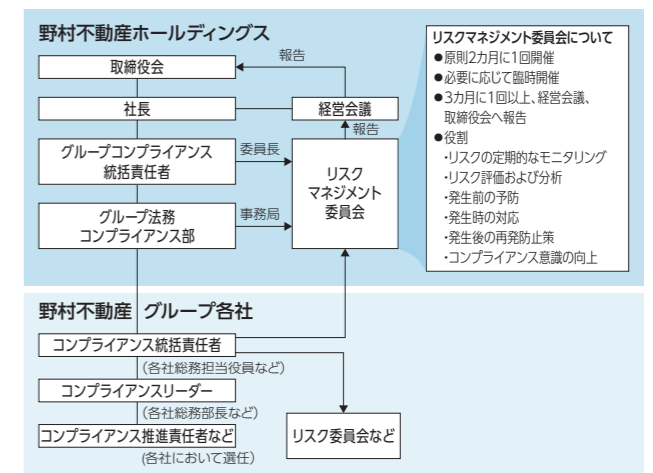 野村不動産ホールディングス
取締役会
報告
社長
経営会議
報告
グループコンプライアンス
統括責任者
委員長
リスク
マネジメント
委員会
グループ法務
コンプライアンス部
事務局
リスクマネジメント委員会について
●原則2カ月に1回開催
●必要に応じて臨時開催
●3カ月に1回以上、経営会議、
取締役会へ報告
●役割
・リスクの定期的なモニタリング
・リスク評価および分析
・発生前の予防
・発生時の対応
・発生後の再発防止策
・コンプライアンス意識の向上
野村不動産 グループ各社
コンプライアンス統括責任者
(各社総務担当役員など)
コンプライアンスリーダー
(各社総務部長など)
コンプライアンス推進責任者など
(各社において選任)
リスク委員会など